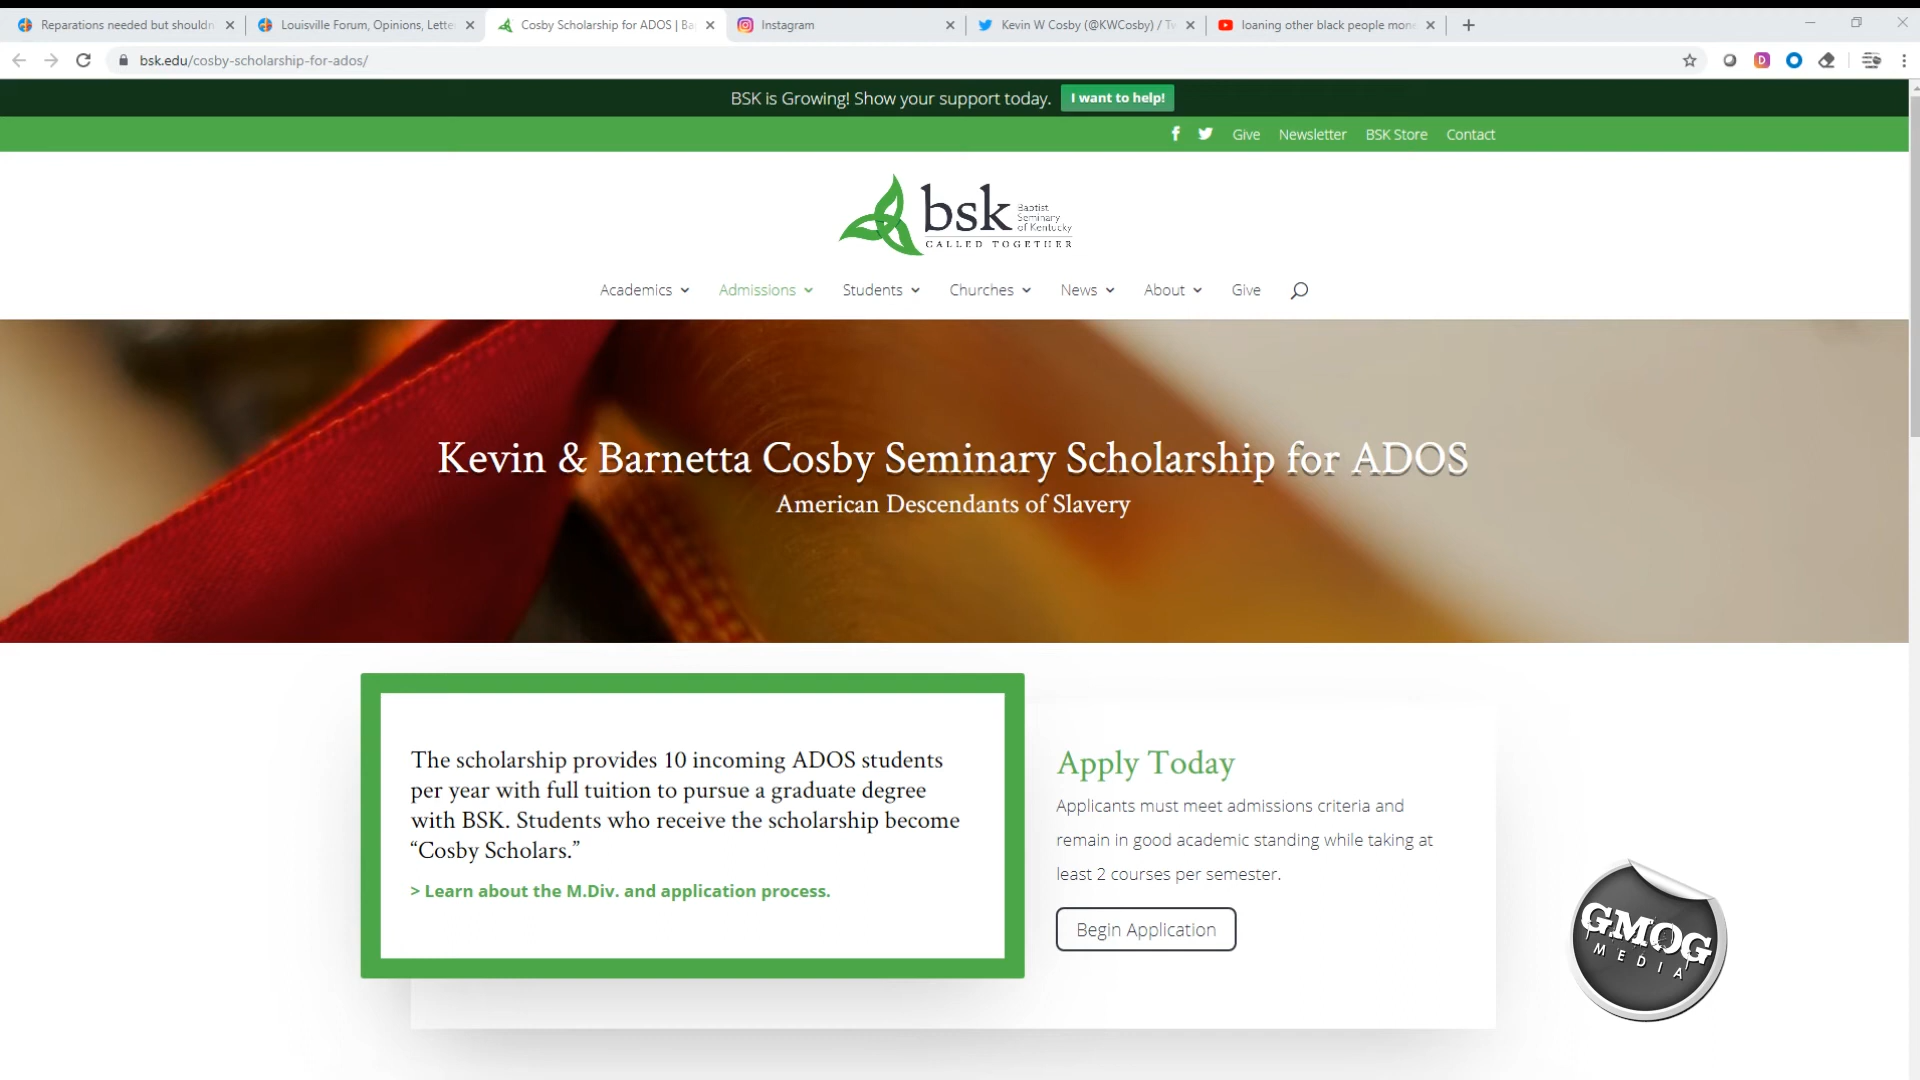 Reparations needed but shouldn
Louisville Forum, Opinions, Lette
Cosby Scholarship for ADOS | Ba
Instagram
Kevin W Cosby (@KWCosby) / Tw
loaning other black people mone
bsk.edu/cosby-scholarship-for-ados/
BSK is Growing! Show your support today. I want to help!
Give Newsletter BSK Store Contact
bsk
Baptist
Seminary
of Kentucky
CALLED TOGETHER
Academics Admissions Students Churches News About Give
Kevin & Barnetta Cosby Seminary Scholarship for ADOS
American Descendants of Slavery
The scholarship provides 10 incoming ADOS students
per year with full tuition to pursue a graduate degree
with BSK. Students who receive the scholarship become
“Cosby Scholars.”
> Learn about the M.Div. and application process.
Apply Today
Applicants must meet admissions criteria and
remain in good academic standing while taking at
least 2 courses per semester.
Begin Application
GMOG
MEDIA